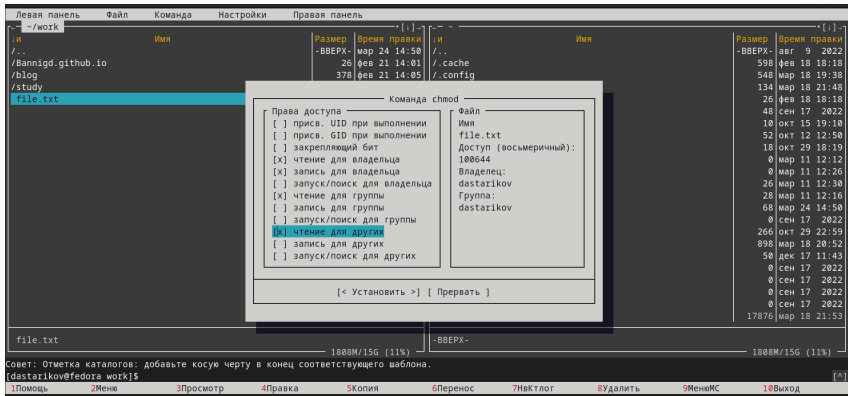 Левая панель Файл Команда Настройки Правая панель
~/work
↓и Имя Размер Время правки
/.. -ВВЕРХ- мар 24 14:50
/Bannigd.github.io 26 фев 21 14:01
/blog 378 фев 21 14:05
/study
file.txt
file.txt
1808M/15G (11%)
.[↓]
↓и Имя Размер Время правки
/.. -ВВЕРХ- авг 9 2022
/.cache 598 фев 18 18:18
/.config 548 мар 18 19:38
134 мар 18 21:48
26 фев 18 18:18
48 сен 17 2022
10 окт 15 19:10
52 окт 12 12:50
18 окт 29 18:19
0 мар 11 12:12
0 мар 11 12:26
26 мар 11 12:30
28 мар 11 12:16
68 мар 24 14:50
0 сен 17 2022
266 окт 29 22:59
898 мар 18 20:52
50 дек 17 11:43
0 сен 17 2022
0 сен 17 2022
0 сен 17 2022
0 сен 17 2022
17876 мар 18 21:53
-ВВЕРХ-
1808M/15G (11%)
Команда chmod
Права доступа
[ ] присв. UID при выполнении
[ ] присв. GID при выполнении
[ ] закрепляющий бит
[x] чтение для владельца
[x] запись для владельца
[ ] запуск/поиск для владельца
[x] чтение для группы
[ ] запись для группы
[ ] запуск/поиск для группы
[x] чтение для других
[ ] запись для других
[ ] запуск/поиск для других
Файл
Имя
file.txt
Доступ (восьмеричный):
100644
Владелец:
dastarikov
Группа:
dastarikov
[< Установить >] [ Прервать ]
Совет: Отметка каталогов: добавьте косую черту в конец соответствующего шаблона.
[dastarikov@fedora work]$ [^]
1Помощь 2Меню 3Просмотр 4Правка 5Копия 6Перенос 7НвКтлог 8Удалить 9МенюМС 10Выход